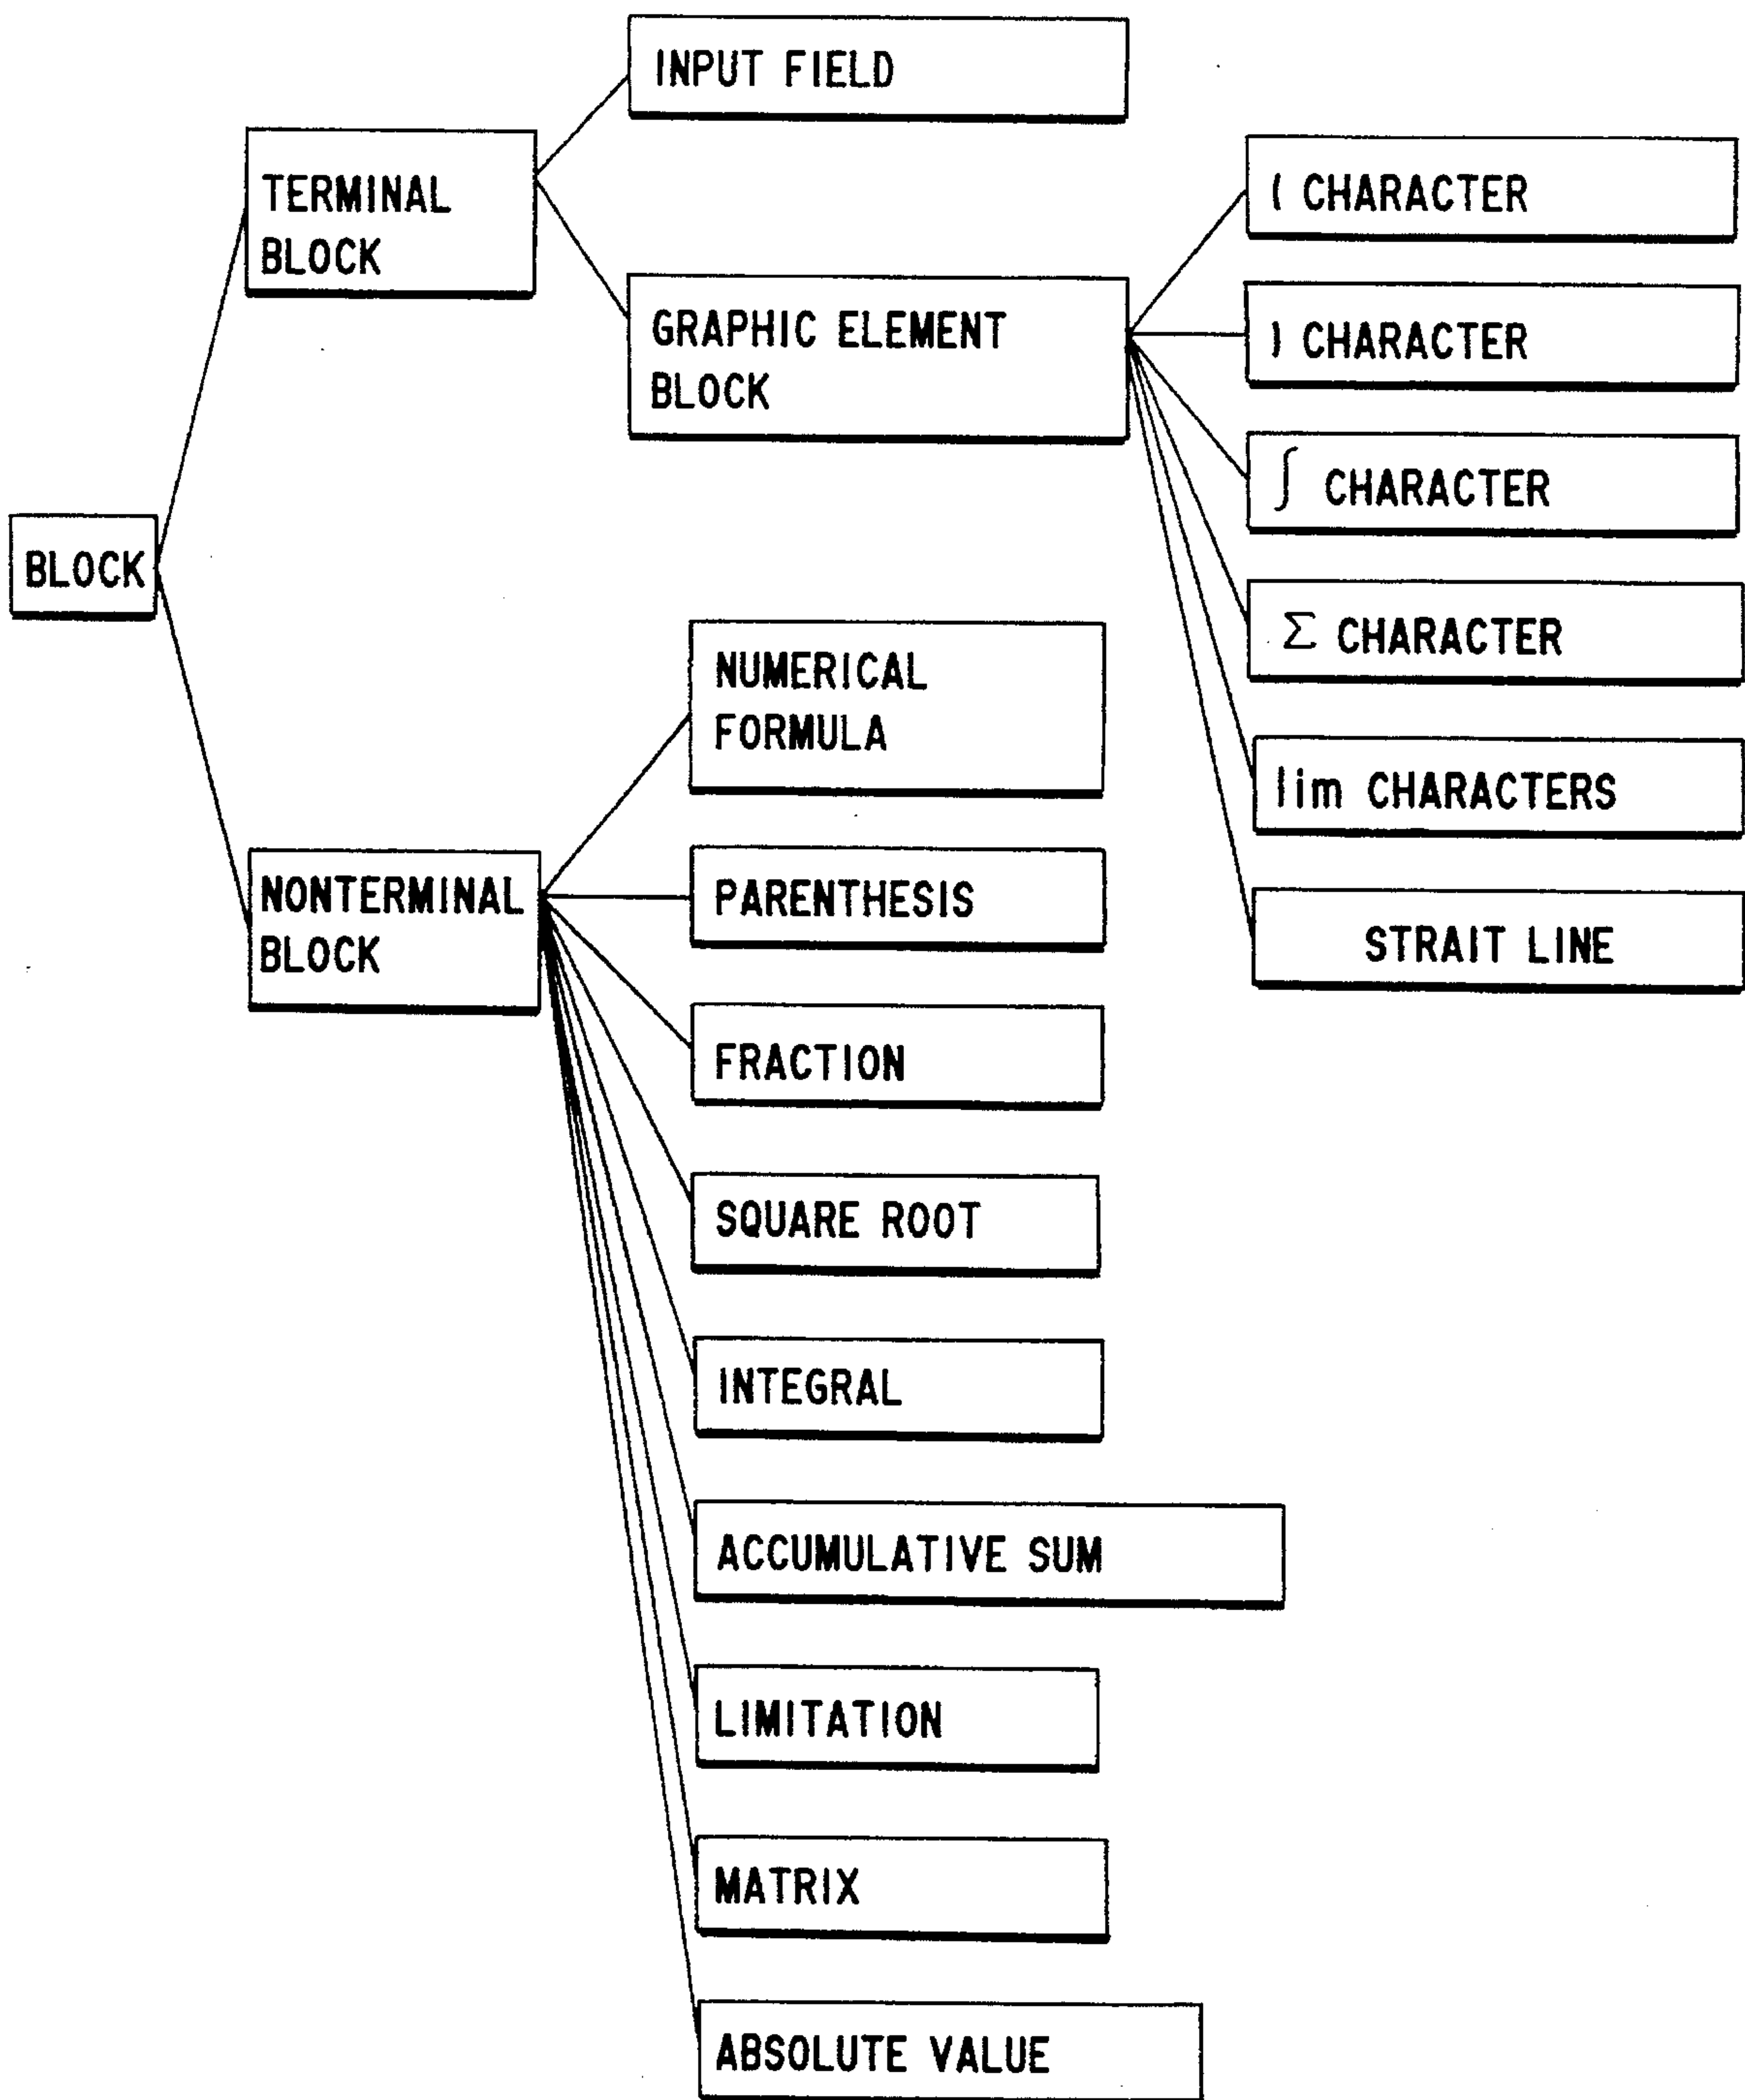 INPUT FIELD
TERMINAL
BLOCK
( CHARACTER
GRAPHIC ELEMENT
BLOCK
) CHARACTER
∫ CHARACTER
BLOCK
Σ CHARACTER
NUMERICAL
FORMULA
lim CHARACTERS
NONTERMINAL
BLOCK
PARENTHESIS
STRAIT LINE
FRACTION
SQUARE ROOT
INTEGRAL
ACCUMULATIVE SUM
LIMITATION
MATRIX
ABSOLUTE VALUE